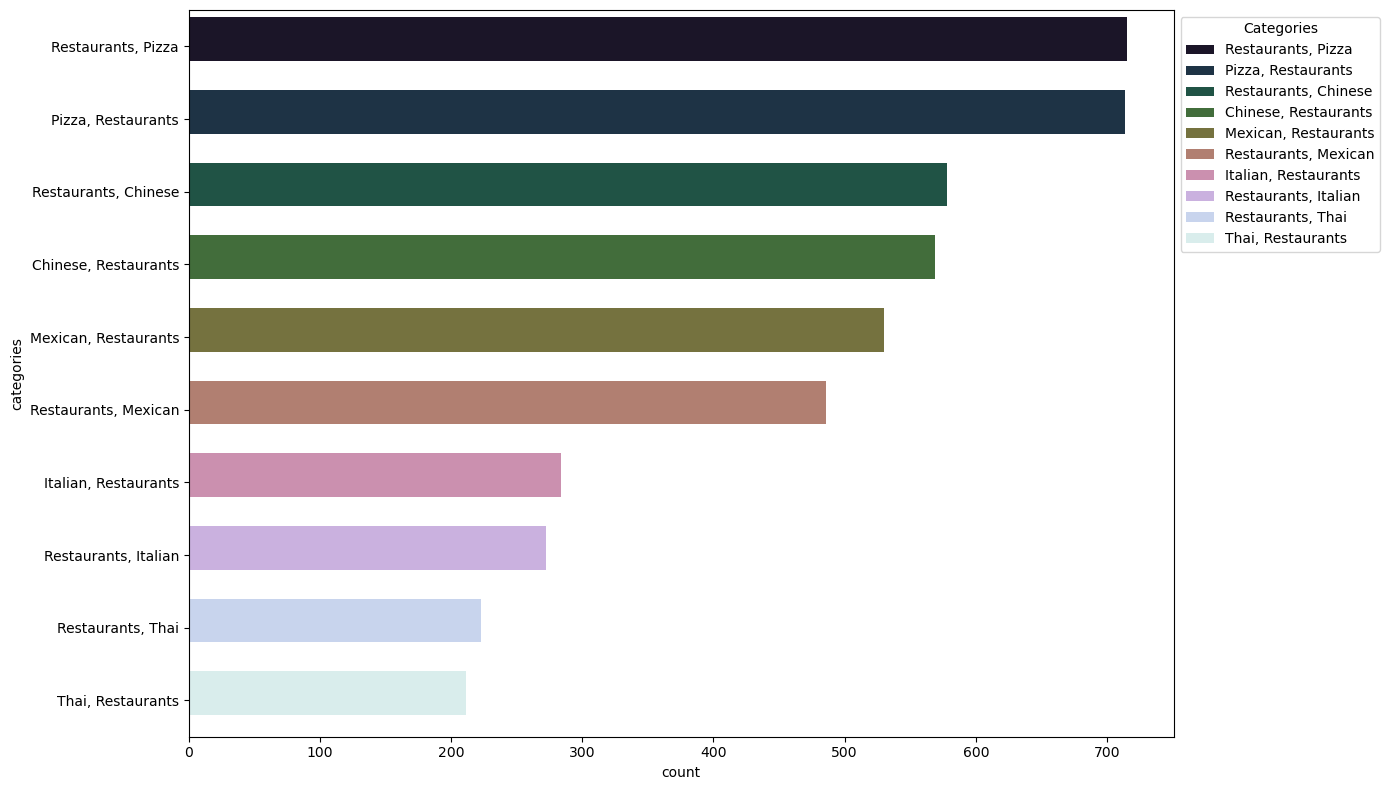 Restaurants, Pizza
Pizza, Restaurants
Restaurants, Chinese
Chinese, Restaurants
Mexican, Restaurants
Restaurants, Mexican
Italian, Restaurants
Restaurants, Italian
Restaurants, Thai
Thai, Restaurants
categories
0 100 200 300 400 500 600 700
count
Categories
Restaurants, Pizza
Pizza, Restaurants
Restaurants, Chinese
Chinese, Restaurants
Mexican, Restaurants
Restaurants, Mexican
Italian, Restaurants
Restaurants, Italian
Restaurants, Thai
Thai, Restaurants